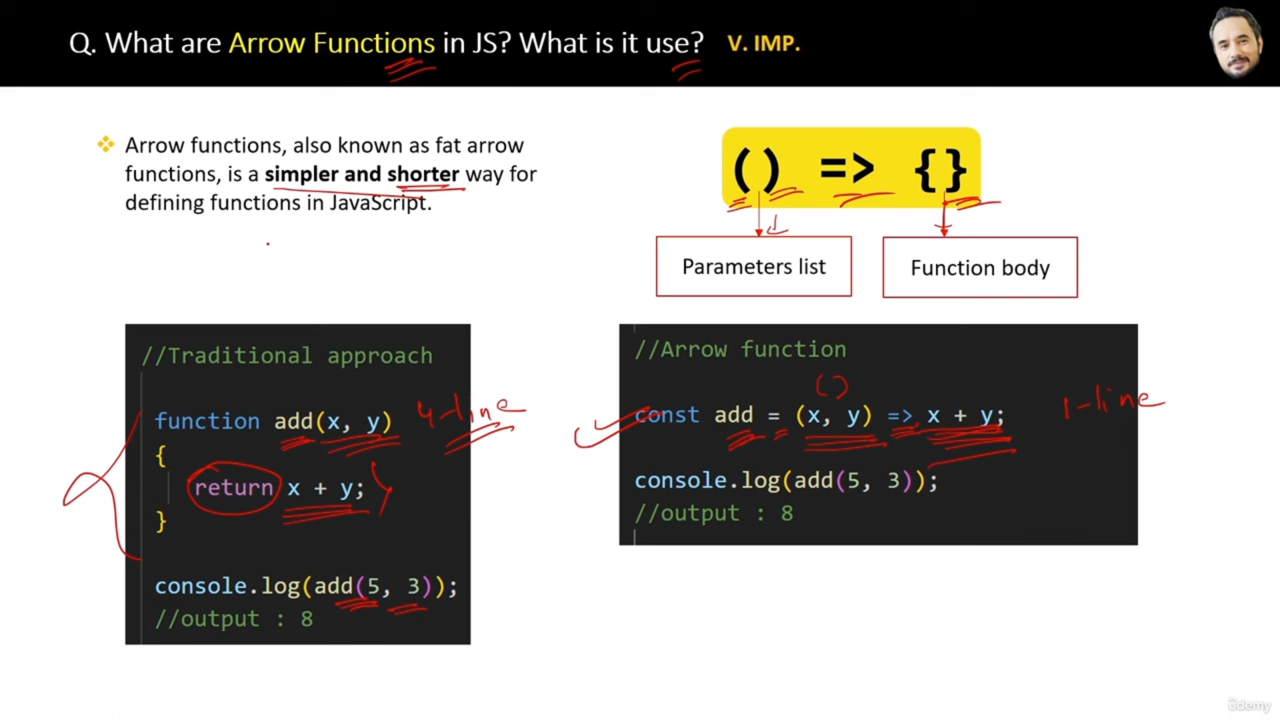 Q. What are Arrow Functions in JS? What is it use? V. IMP.
Arrow functions, also known as fat arrow
functions, is a simpler and shorter way for
defining functions in JavaScript.
() => {}
Parameters list
Function body
//Traditional approach
function add(x, y)
{
return x + y;
}
console.log(add(5, 3));
//output : 8
4-line
//Arrow function
()
const add = (x, y) => x + y;
console.log(add(5, 3));
//output : 8
1-line
ûdemy